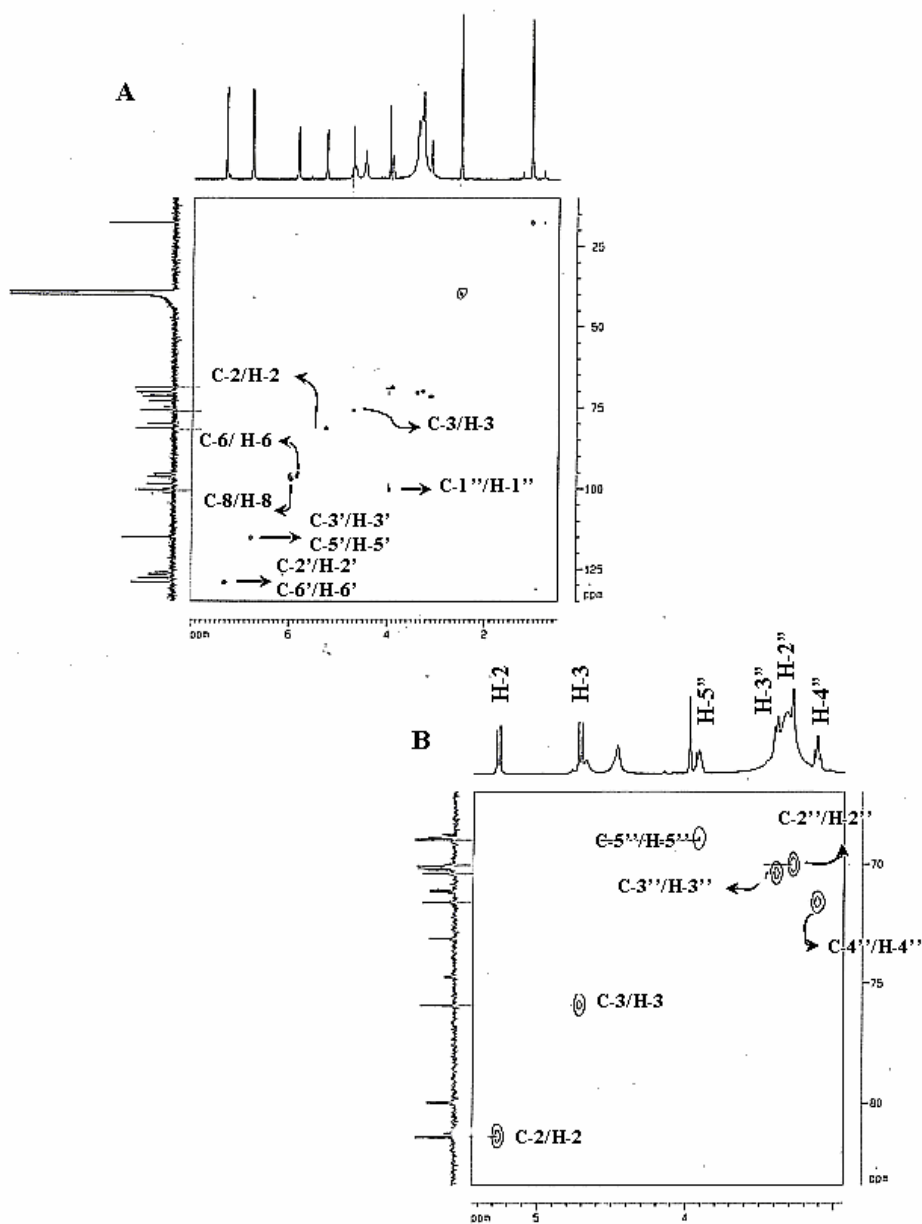 A
25
50
C-2/H-2
75
C-3/H-3
C-6/ H-6
100
C-1''/H-1''
C-8/H-8
C-3'/H-3'
C-5'/H-5'
C-2'/H-2'
125
C-6'/H-6'
ppm
ppm 6 4 2
H-2
H-3
H-5''
H-3''
H-2''
H-4''
B
C-2''/H-2''
C-5''/H-5''
70
C-3''/H-3''
C-4''/H-4''
75
C-3/H-3
80
C-2/H-2
ppm
ppm 5 4